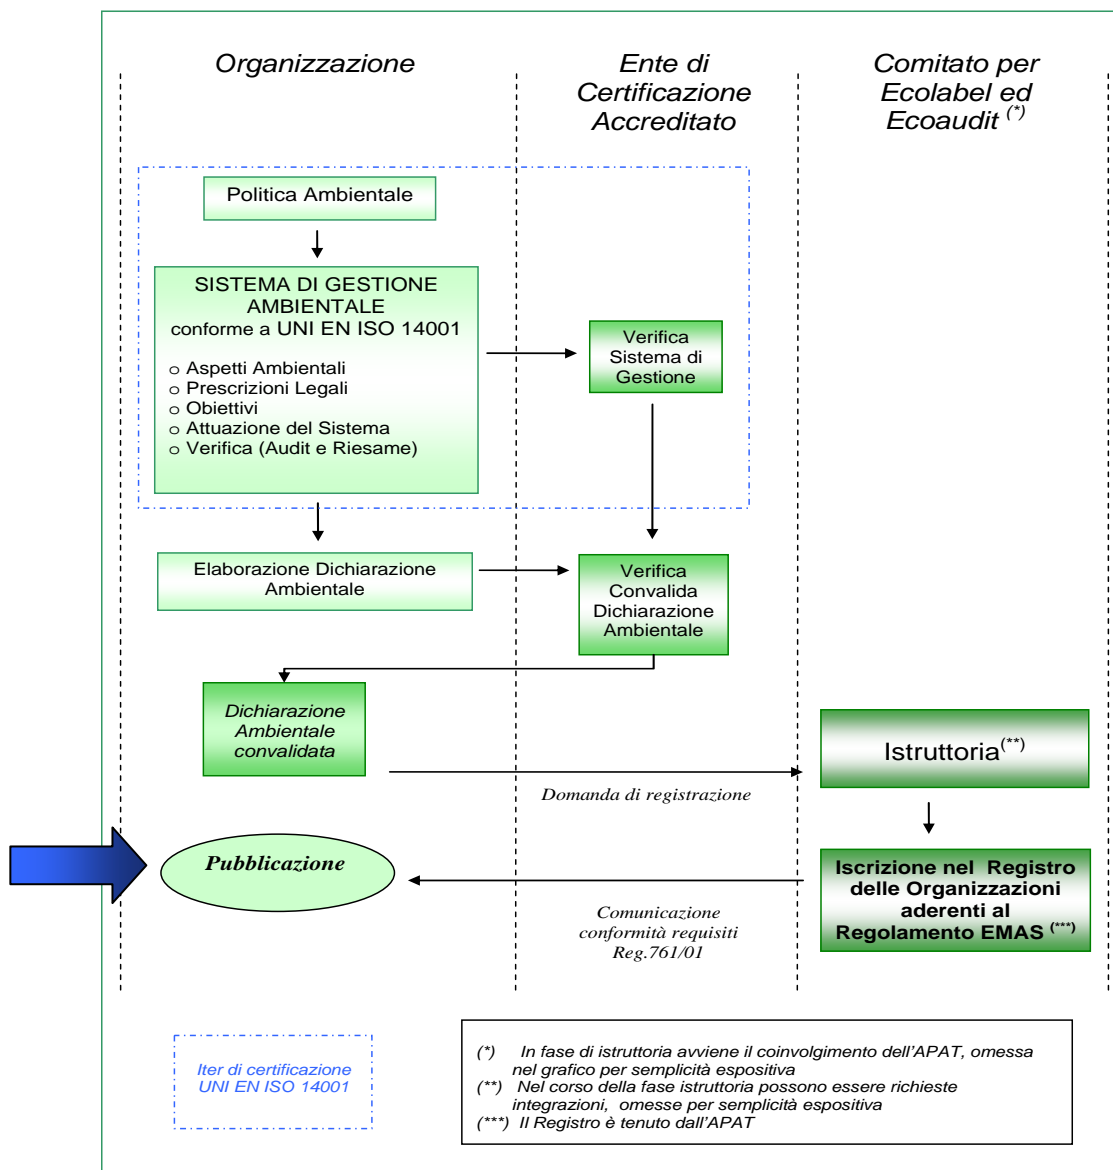 Organizzazione
Ente di
Certificazione
Accreditato
Comitato per
Ecolabel ed
Ecoaudit (*)
Politica Ambientale
SISTEMA DI GESTIONE
AMBIENTALE
conforme a UNI EN ISO 14001
o Aspetti Ambientali
o Prescrizioni Legali
o Obiettivi
o Attuazione del Sistema
o Verifica (Audit e Riesame)
Verifica
Sistema di
Gestione
Elaborazione Dichiarazione
Ambientale
Verifica
Convalida
Dichiarazione
Ambientale
Dichiarazione
Ambientale
convalidata
Istruttoria(**)
Domanda di registrazione
Pubblicazione
Iscrizione nel Registro
delle Organizzazioni
aderenti al
Regolamento EMAS (***)
Comunicazione
conformità requisiti
Reg.761/01
Iter di certificazione
UNI EN ISO 14001
(*) In fase di istruttoria avviene il coinvolgimento dell'APAT, omessa
nel grafico per semplicità espositiva
(**) Nel corso della fase istruttoria possono essere richieste
integrazioni, omesse per semplicità espositiva
(***) Il Registro è tenuto dall'APAT